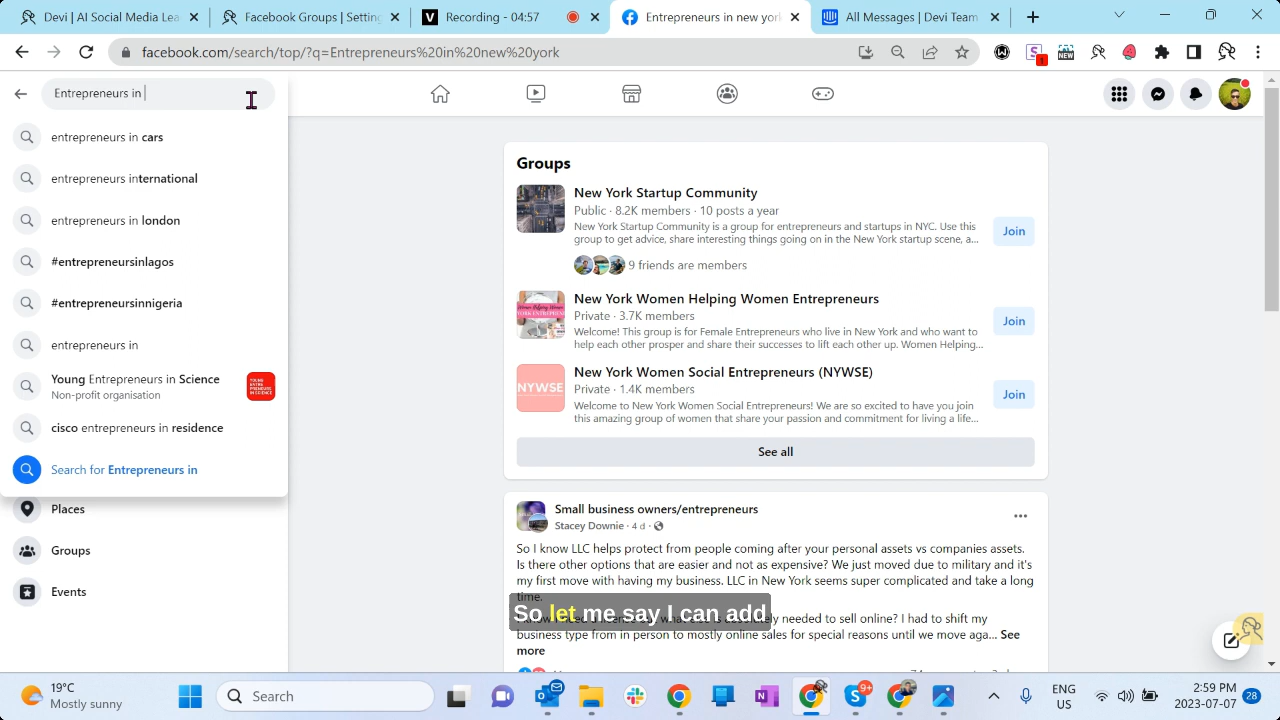 Devi | AI Social Media Lea
Facebook Groups | Setting
Recording - 04:57
Entrepreneurs in new yor
All Messages | Devi Team
facebook.com/search/top/?q=Entrepreneurs%20in%20new%20york
1
NEW
Entrepreneurs in
entrepreneurs in cars
entrepreneurs international
entrepreneurs in london
#entrepreneursinlagos
#entrepreneursinnigeria
entrepreneurs in
Young Entrepreneurs in Science
Non-profit organisation
cisco entrepreneurs in residence
Search for Entrepreneurs in
Places
Groups
Events
Groups
New York Startup Community
Public · 8.2K members · 10 posts a year
New York Startup Community is a group for entrepreneurs and startups in NYC. Use this
group to get advice, share interesting things going on in the New York startup scene, a...
9 friends are members
Join
New York Women Helping Women Entrepreneurs
Private · 3.7K members
Welcome! This group is for Female Entrepreneurs who live in New York and who want to
help each other prosper and share their successes to lift each other up. Women Helping...
Join
NYWSE
New York Women Social Entrepreneurs (NYWSE)
Private · 1.4K members
Welcome to New York Women Social Entrepreneurs! We are so excited to have you join
this amazing group of women that share your passion and commitment for living a life...
Join
See all
Small business owners/entrepreneurs
Stacey Downie · 4 d ·
So I know LLC helps protect from people coming after your personal assets vs companies assets.
Is there other options that are easier and not as expensive? We just moved due to military and it's
my first move with having my business LLC in New York seems super complicated and take a long
time.
So let me say I can add
needed to sell online? I had to shift my
business type from in person to mostly online sales for special reasons until we move aga... See
more
19°C
Mostly sunny
Search
9+
ENG
US
2:59 PM
2023-07-07
28